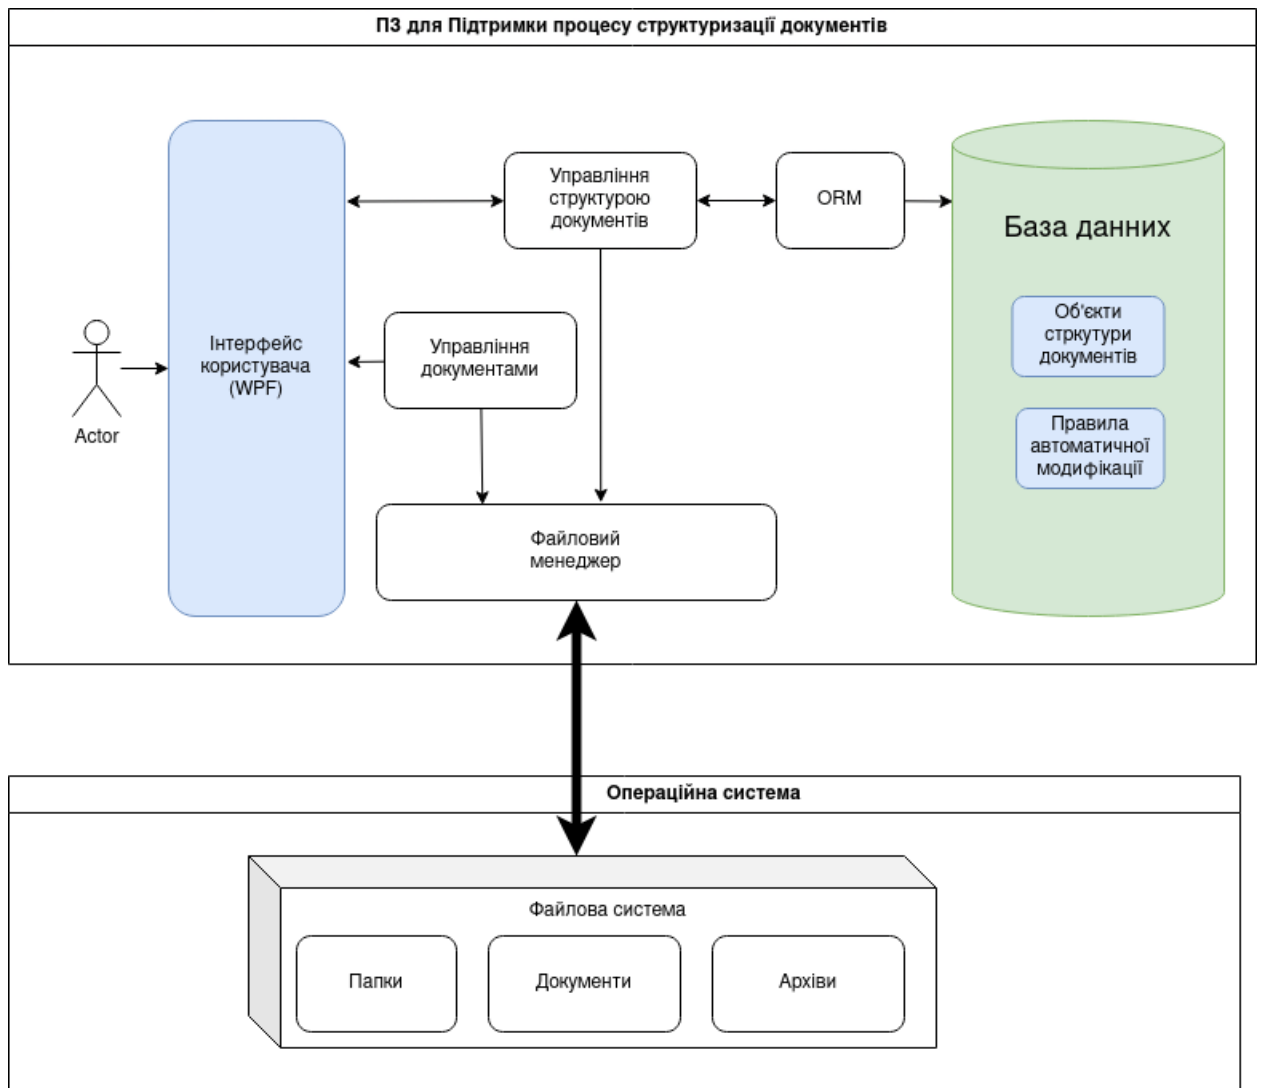 ПЗ для Підтримки процесу структуризації документів
Управління
структурою
документів
ORM
База данних
Об'єкти
стркутури
документів
Інтерфейс
користувача
(WPF)
Управління
документами
Actor
Правила
автоматичної
модифікації
Файловий
менеджер
Операційна система
Файлова система
Папки
Документи
Архіви